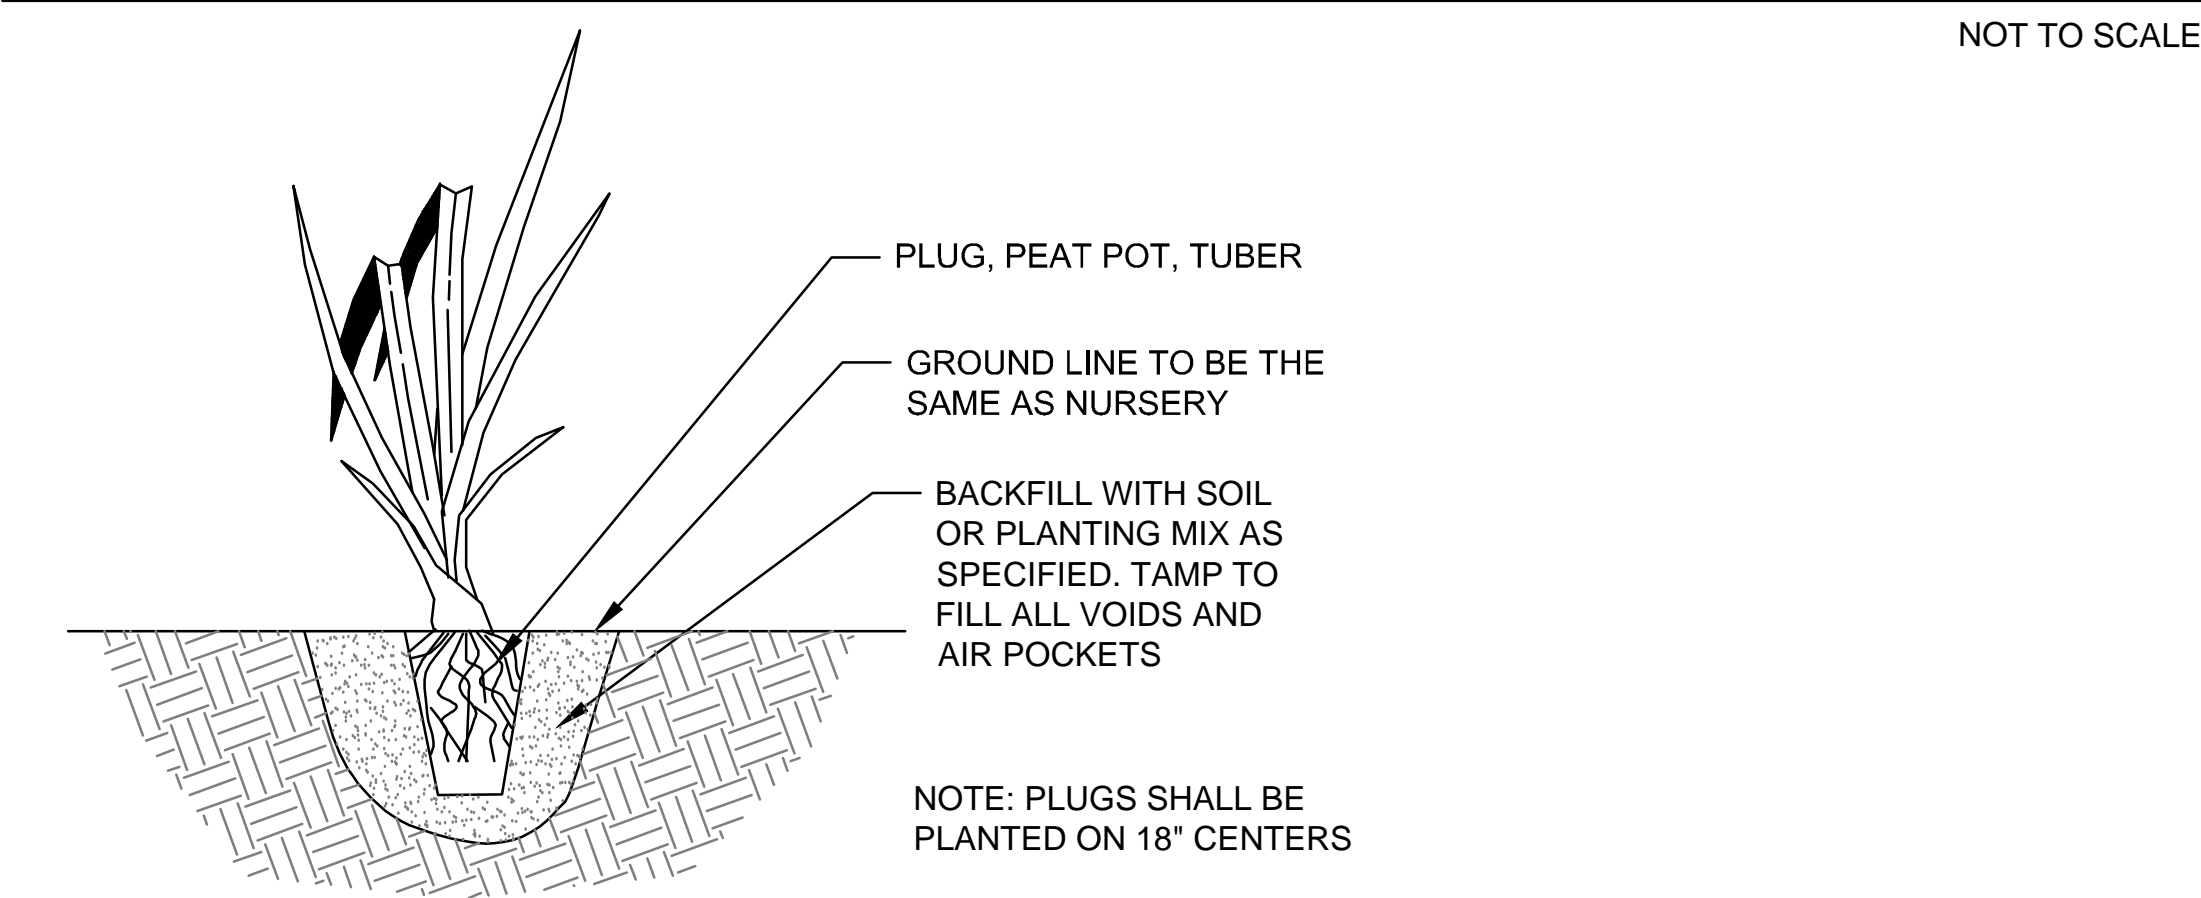 NOT TO SCALE
PLUG, PEAT POT, TUBER
GROUND LINE TO BE THE
SAME AS NURSERY
BACKFILL WITH SOIL
OR PLANTING MIX AS
SPECIFIED. TAMP TO
FILL ALL VOIDS AND
AIR POCKETS
NOTE: PLUGS SHALL BE
PLANTED ON 18" CENTERS